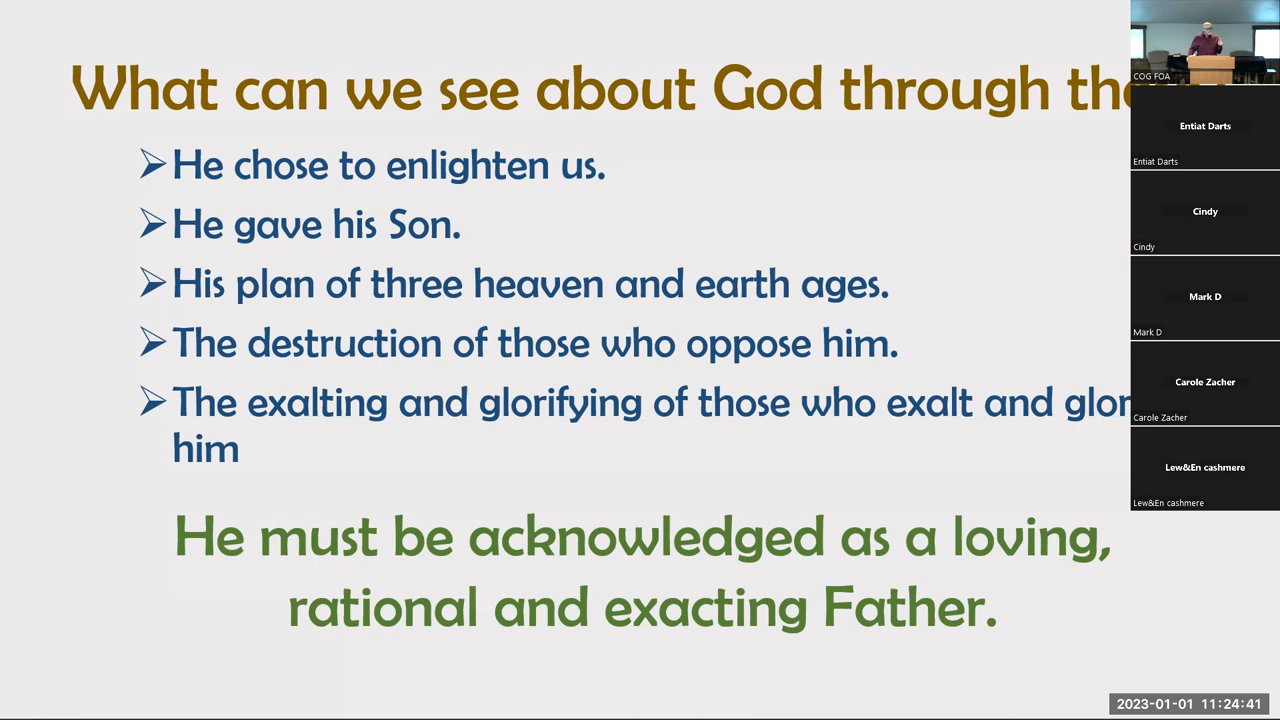 What can we see about God through
➢He chose to enlighten us.
➢He gave his Son.
➢His plan of three heaven and earth ages.
➢The destruction of those who oppose him.
➢The exalting and glorifying of those who exalt and
him
He must be acknowledged as a loving,
rational and exacting Father.
COG FOA
Entiat Darts
Entiat Darts
Cindy
Cindy
Mark D
Mark D
Carole Zacher
Carole Zacher
Lew&En cashmere
Lew&En cashmere
2023-01-01 11:24:41